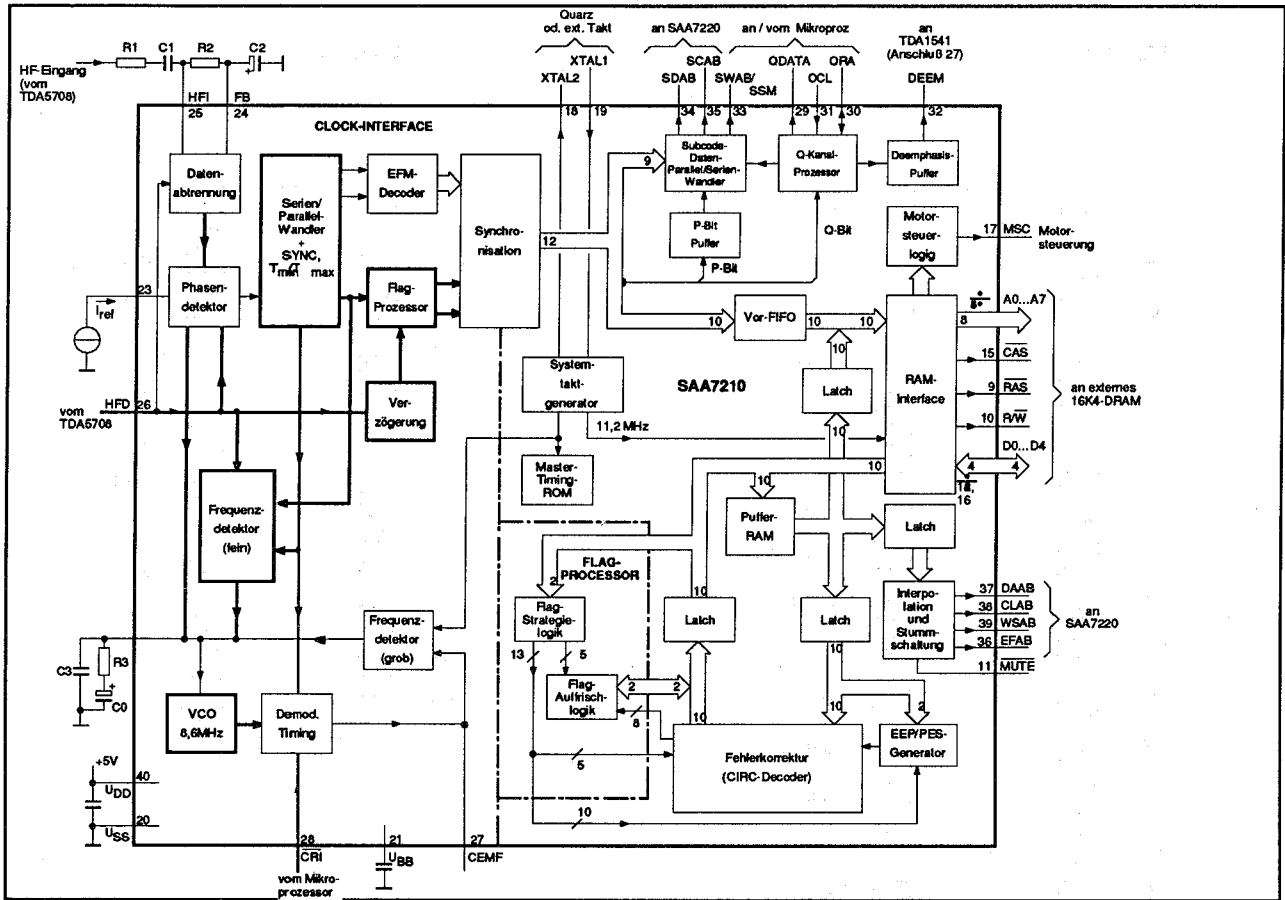 Quarz
od. ext. Takt
an SAA7220
an / vom Mikroproz
an
TDA1541
(Anschluß 27)
R1
C1
R2
C2
+
HF-Eingang
(vom
TDA5708)
XTAL2
XTAL1
SDAB
SCAB
SWAB/
SSM
QDATA
OCL
ORA
DEEM
HFI
25
FB
24
18
19
34
35
33
29
31
30
32
CLOCK-INTERFACE
Daten-
abtrennung
Serien/
Parallel-
Wandler
+
SYNC,
EFM-
Decoder
Synchro-
nisation
12
9
Subcode-
Daten-
Parallel/Serien-
Wandler
Q-Kanal-
Prozessor
Deemphasis-
Puffer
P-Bit
Puffer
P-Bit
Q-Bit
Motor-
steuer-
logig
17
MSC
Motor-
steuerung
23
Iref
Phasen-
detektor
Flag-
Prozessor
10
Vor-FIFO
10
10
8
A0...A7
10
Latch
System-
takt-
generator
SAA7210
RAM-
Interface
15
CAS
9
RAS
10
R/W
an externes
16K4-DRAM
vom
TDA5708
HFD
26
Ver-
zögerung
11,2 MHz
10
10
D0...D4
4
4
16
Master-
Timing-
ROM
10
Puffer-
RAM
Latch
Frequenz-
detektor
(fein)
FLAG-
PROCESSOR
2
Flag-
Strategielogik
10
Latch
Latch
Interpo-
lation
und
Stumm-
schaltung
37
DAAB
38
CLAB
39
WSAB
36
EFAB
11
MUTE
an
SAA7220
Frequenz-
detektor
(grob)
13
5
10
C3
R3
+
C0
Flag-
Auffrisch-
logik
2
2
8
10
10
2
VCO
8,6MHz
Demod.
Timing
5
Fehlerkorrektur
(CIRC-Decoder)
EEP/PES-
Generator
10
+5V
40
UDD
20
USS
28
CRI
21
UBB
27
CEMF
vom Mikro-
prozessor